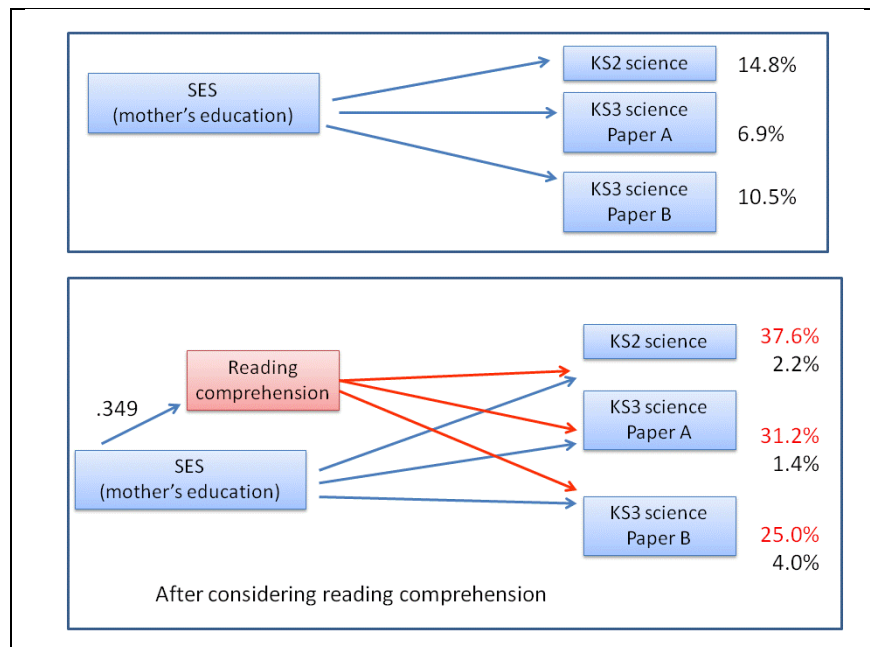 SES
(mother's education)
KS2 science
14.8%
KS3 science
Paper A
6.9%
KS3 science
Paper B
10.5%
Reading
comprehension
.349
SES
(mother's education)
KS2 science
37.6%
2.2%
KS3 science
Paper A
31.2%
1.4%
KS3 science
Paper B
25.0%
4.0%
After considering reading comprehension